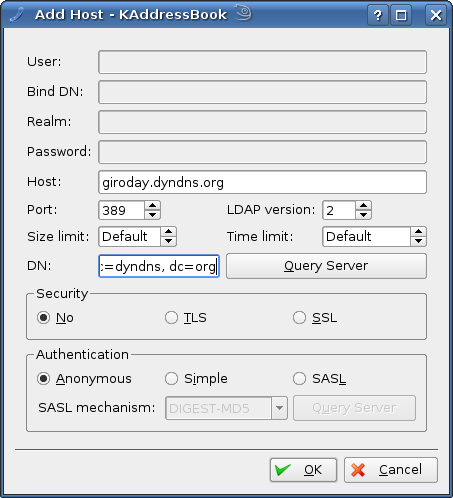 Add Host - KAddressBook
User:
Bind DN:
Realm:
Password:
Host: giroday.dyndns.org
Port: 389 LDAP version: 2
Size limit: Default Time limit: Default
DN: :=dyndns, dc=org Query Server
Security
No TLS SSL
Authentication
Anonymous Simple SASL
SASL mechanism: DIGEST-MD5 Query Server
OK Cancel